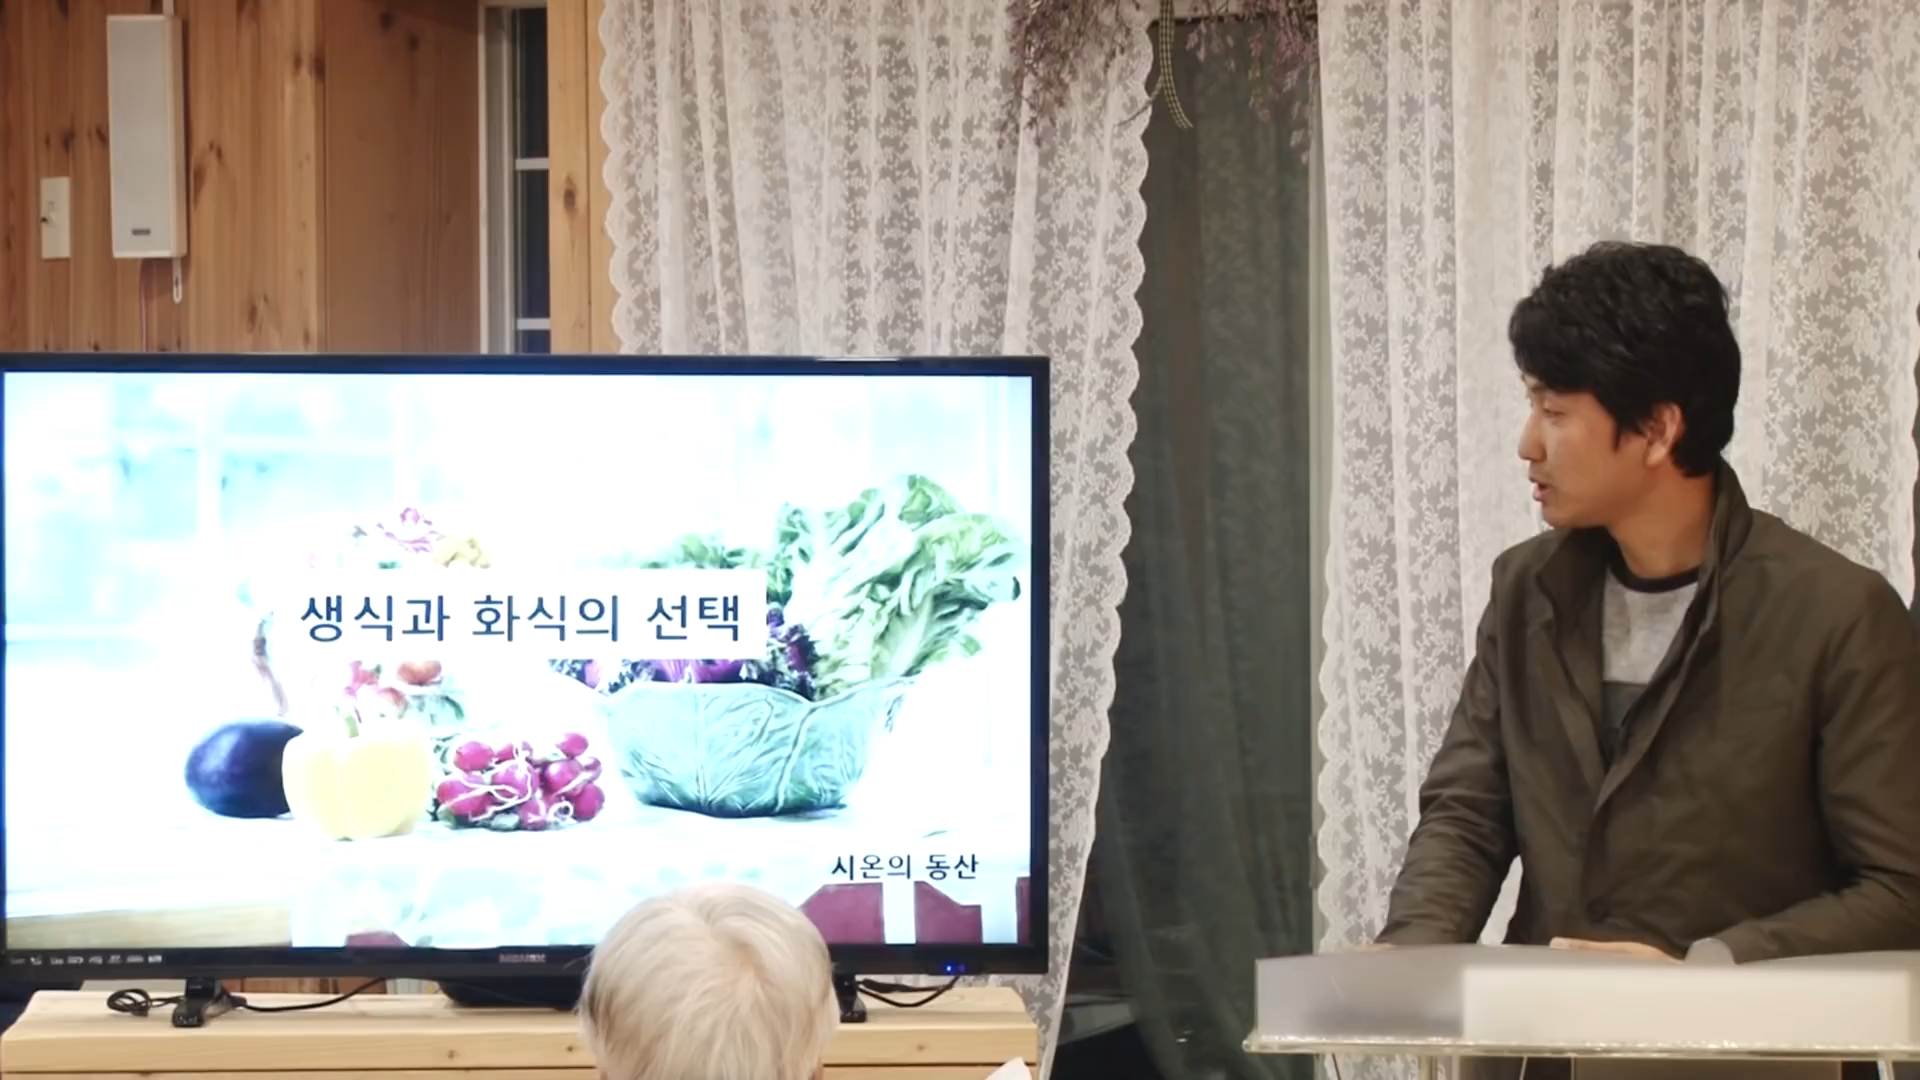 생식과 화식의 선택
시온의 동산